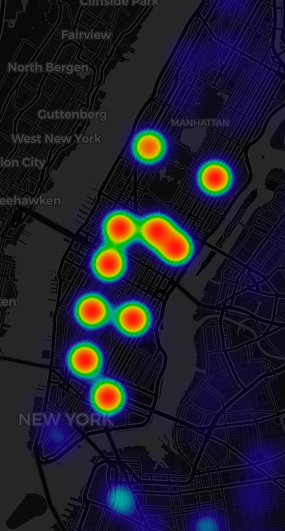 Cliffside Park
Fairview
North Bergen
Guttenberg
MANHATTAN
West New York
ion City
eehawken
ken
NEW YORK